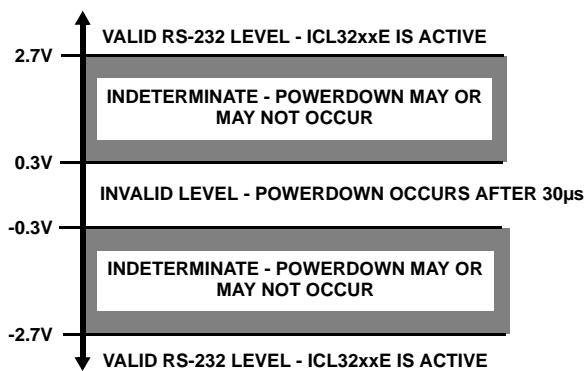 VALID RS-232 LEVEL - ICL32xxE IS ACTIVE
2.7V
INDETERMINATE - POWERDOWN MAY OR
MAY NOT OCCUR
0.3V
INVALID LEVEL - POWERDOWN OCCURS AFTER 30µs
-0.3V
INDETERMINATE - POWERDOWN MAY OR
MAY NOT OCCUR
-2.7V
VALID RS-232 LEVEL - ICL32xxE IS ACTIVE